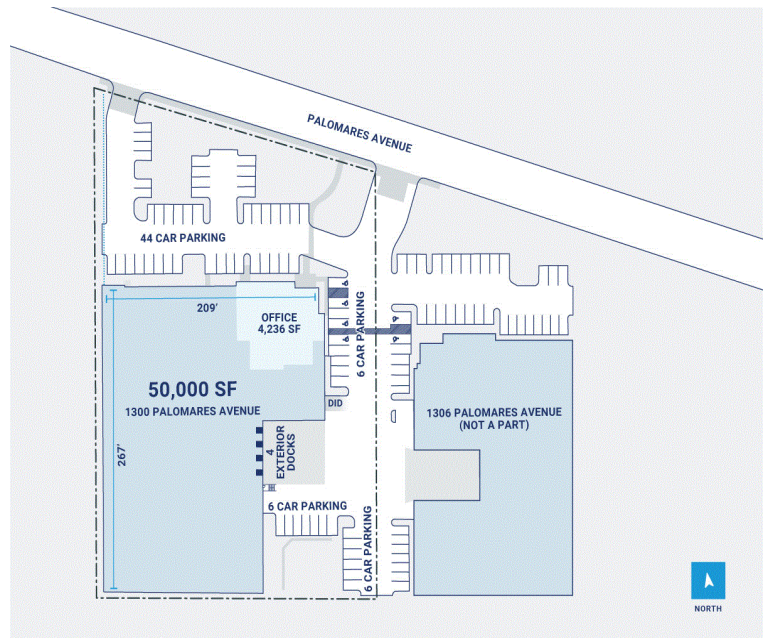 PALOMARES AVENUE
44 CAR PARKING
209'
OFFICE
4,236 SF
6 CAR PARKING
50,000 SF
1300 PALOMARES AVENUE
267'
DID
4
EXTERIOR
DOCKS
1306 PALOMARES AVENUE
(NOT A PART)
6 CAR PARKING
6 CAR PARKING
NORTH